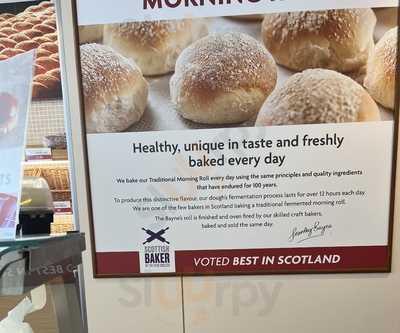 MORNING
Healthy, unique in taste and freshly
baked every day
We bake our Traditional Morning Roll every day using the same principles and quality ingredients
that have endured for 100 years.
To produce this distinctive flavour, our dough fermentation process lasts for over 12 hours each day.
We are one of few bakers in Scotland baking a traditional fermented morning roll.
The Bayne's roll is finished and oven fired by our skilled craft bakers,
baked and sold the same day.
SCOTTISH
BAKER
OF THE YEAR
VOTED BEST IN SCOTLAND